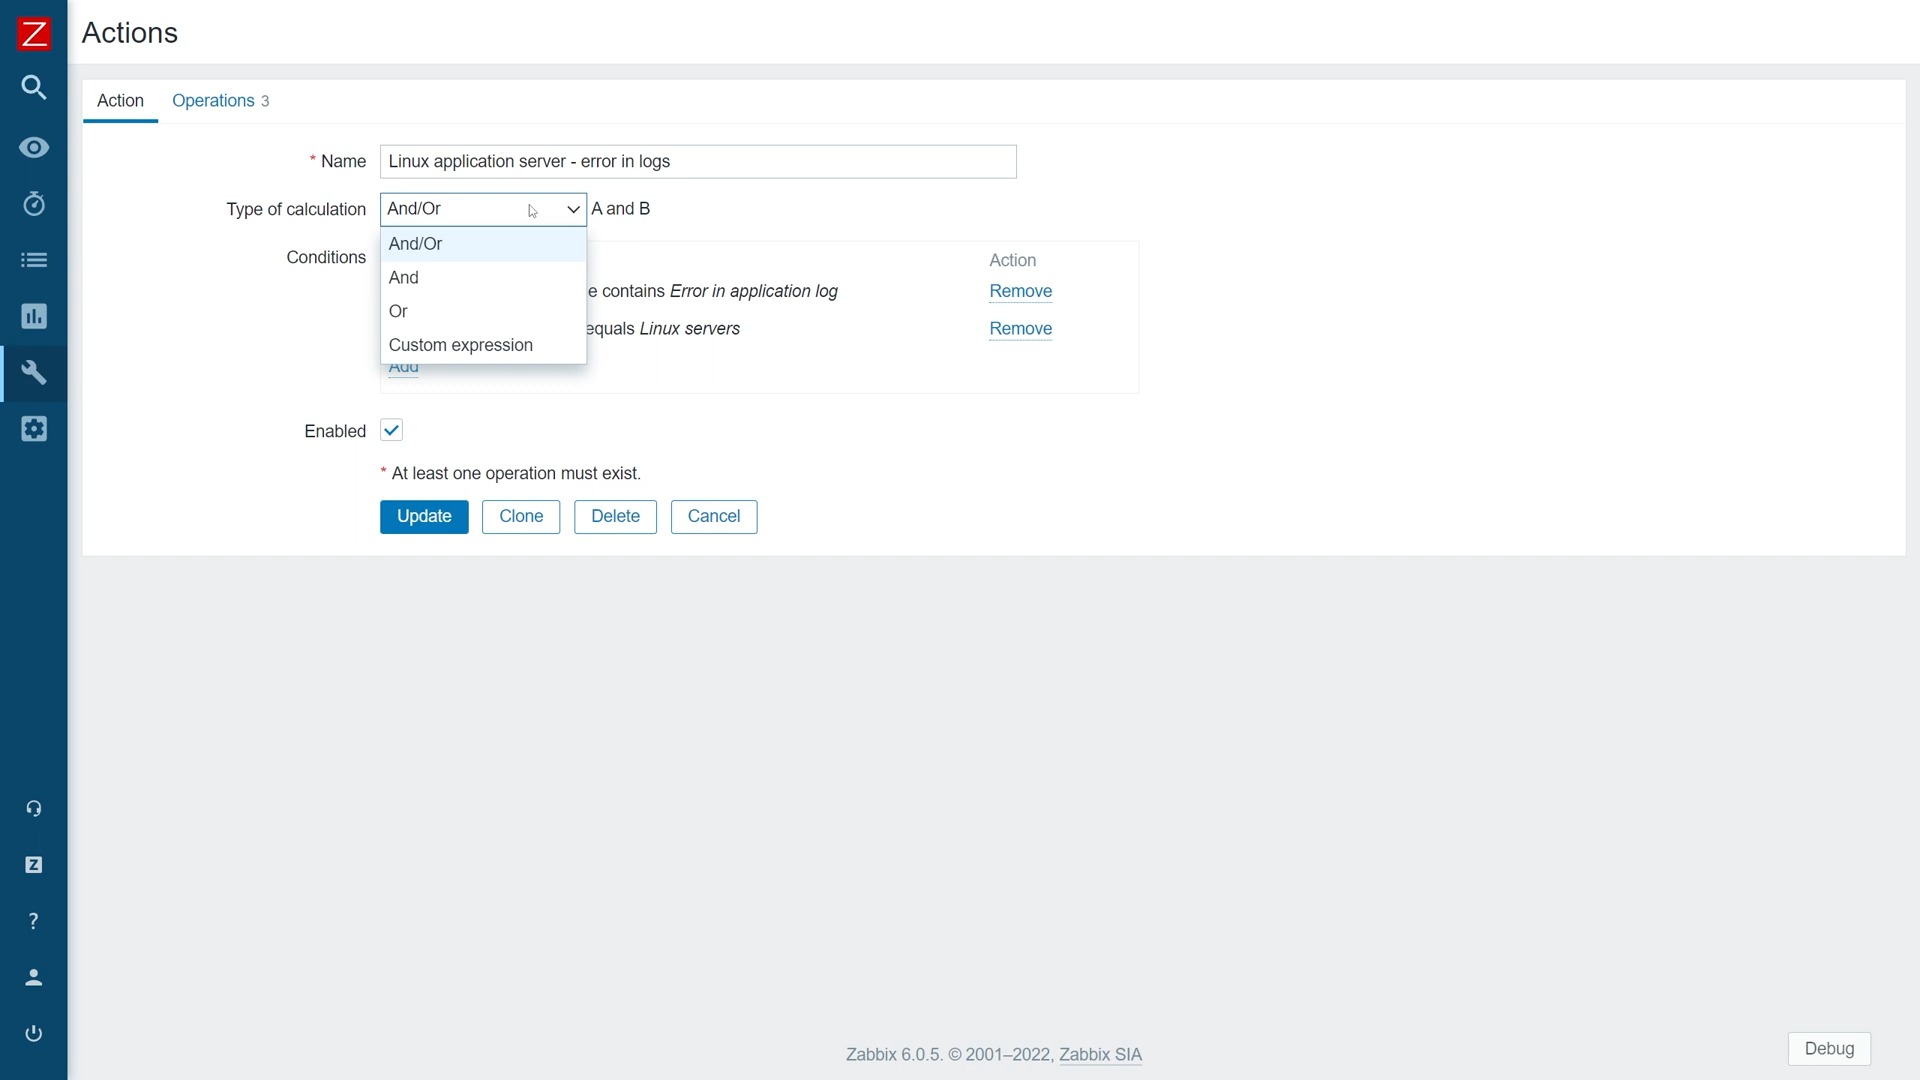 Z
Actions
Action Operations 3
* Name Linux application server - error in logs
Type of calculation And/Or A and B
And/Or
Conditions Action
And
e contains Error in application log Remove
Or
equals Linux servers Remove
Custom expression
Add
Enabled
* At least one operation must exist.
Update Clone Delete Cancel
Z
?
Zabbix 6.0.5. © 2001–2022, Zabbix SIA
Debug